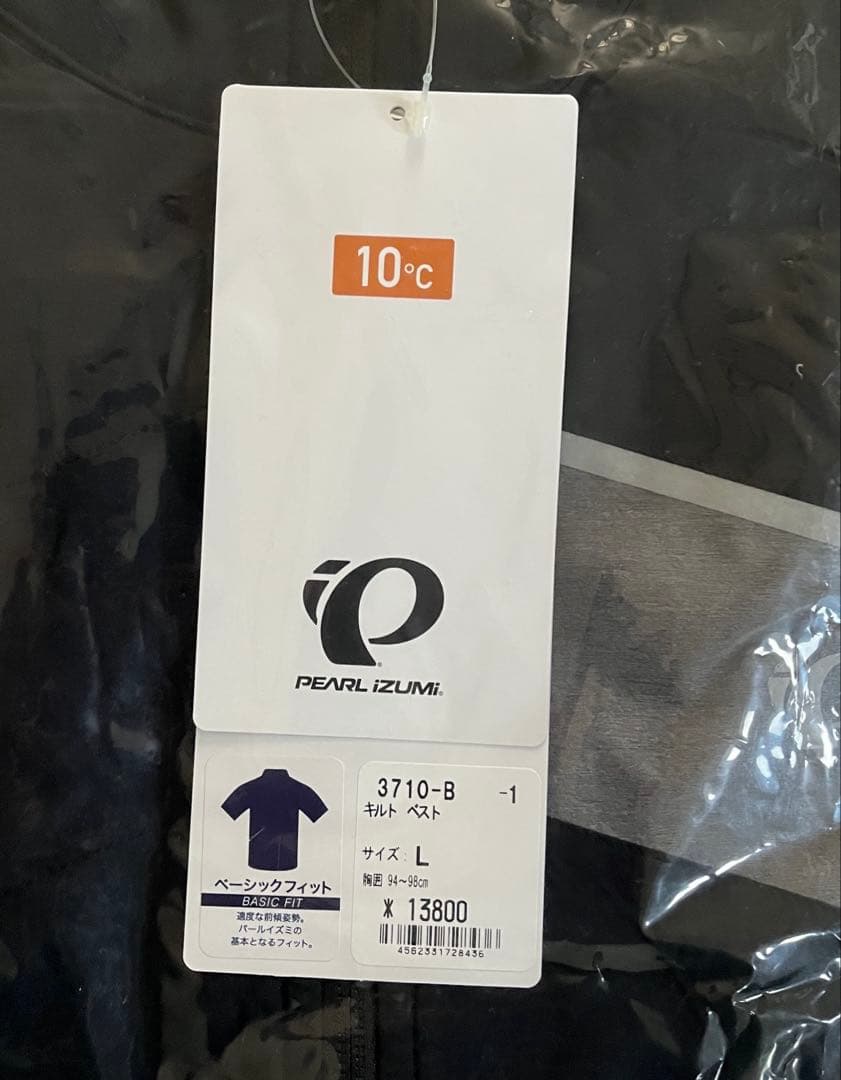 10°C
PEARL iZUMi®
ベーシックフィット
BASIC FIT
適度な前傾姿勢。
パールイズミの
基本となるフィット。
3710-B -1
キルト ベスト
サイズ：L
胸囲 94～98cm
¥ 13800
4562331728436